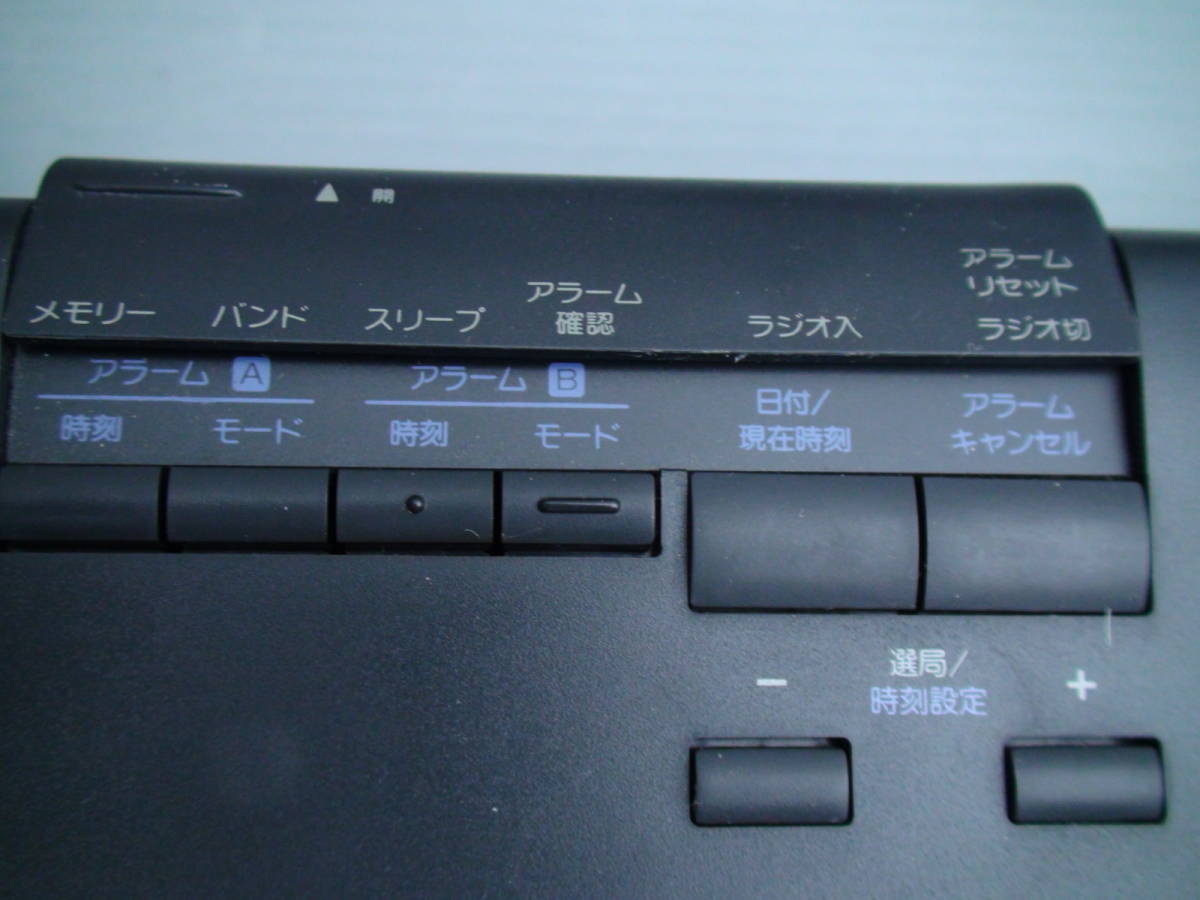 ▲ 開
アラーム
リセット
メモリー バンド スリープ アラーム
確認 ラジオ入 ラジオ切
アラーム A アラーム B
時刻 モード 時刻 モード
日付/
現在時刻
アラーム
キャンセル
− 選局/
時刻設定 +